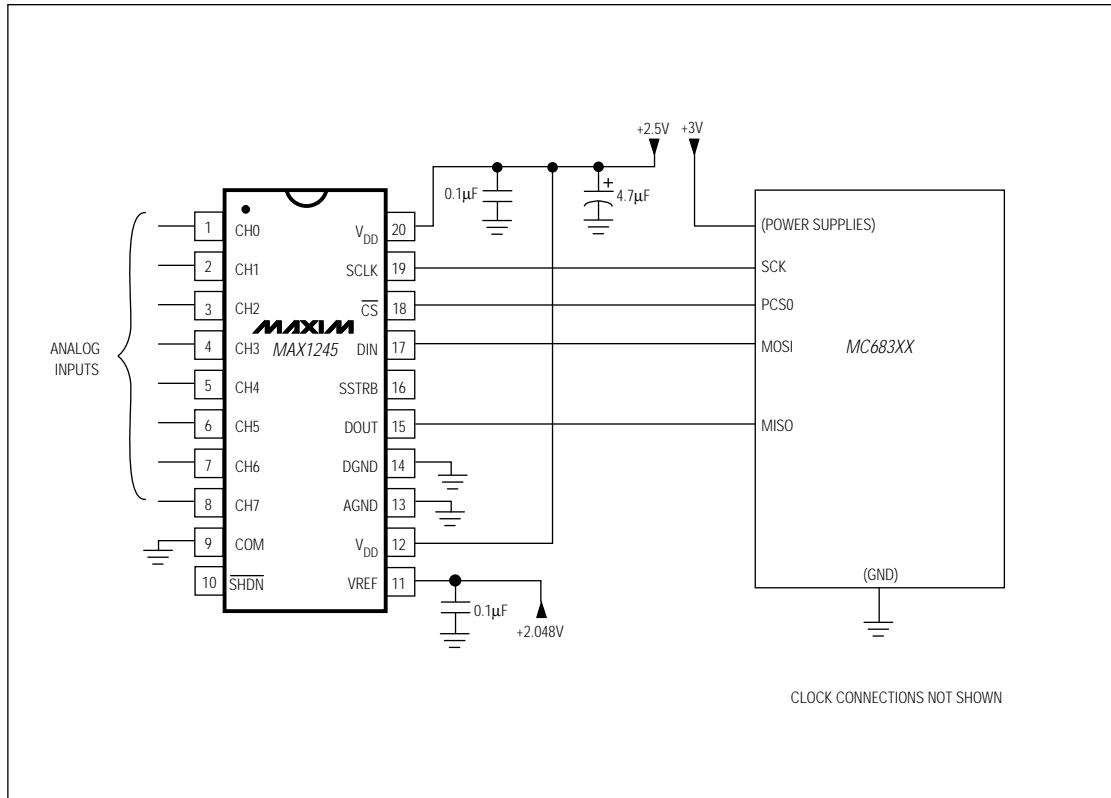 +2.5V +3V
0.1μF
+
4.7μF
ANALOG
INPUTS
1 CH0 VDD 20
2 CH1 SCLK 19
3 CH2 CS 18
MAXIM
MAX1245
4 CH3 DIN 17
5 CH4 SSTRB 16
6 CH5 DOUT 15
7 CH6 DGND 14
8 CH7 AGND 13
9 COM VDD 12
10 SHDN VREF 11
0.1μF
+2.048V
(POWER SUPPLIES)
SCK
PCS0
MOSI
MC683XX
MISO
(GND)
CLOCK CONNECTIONS NOT SHOWN